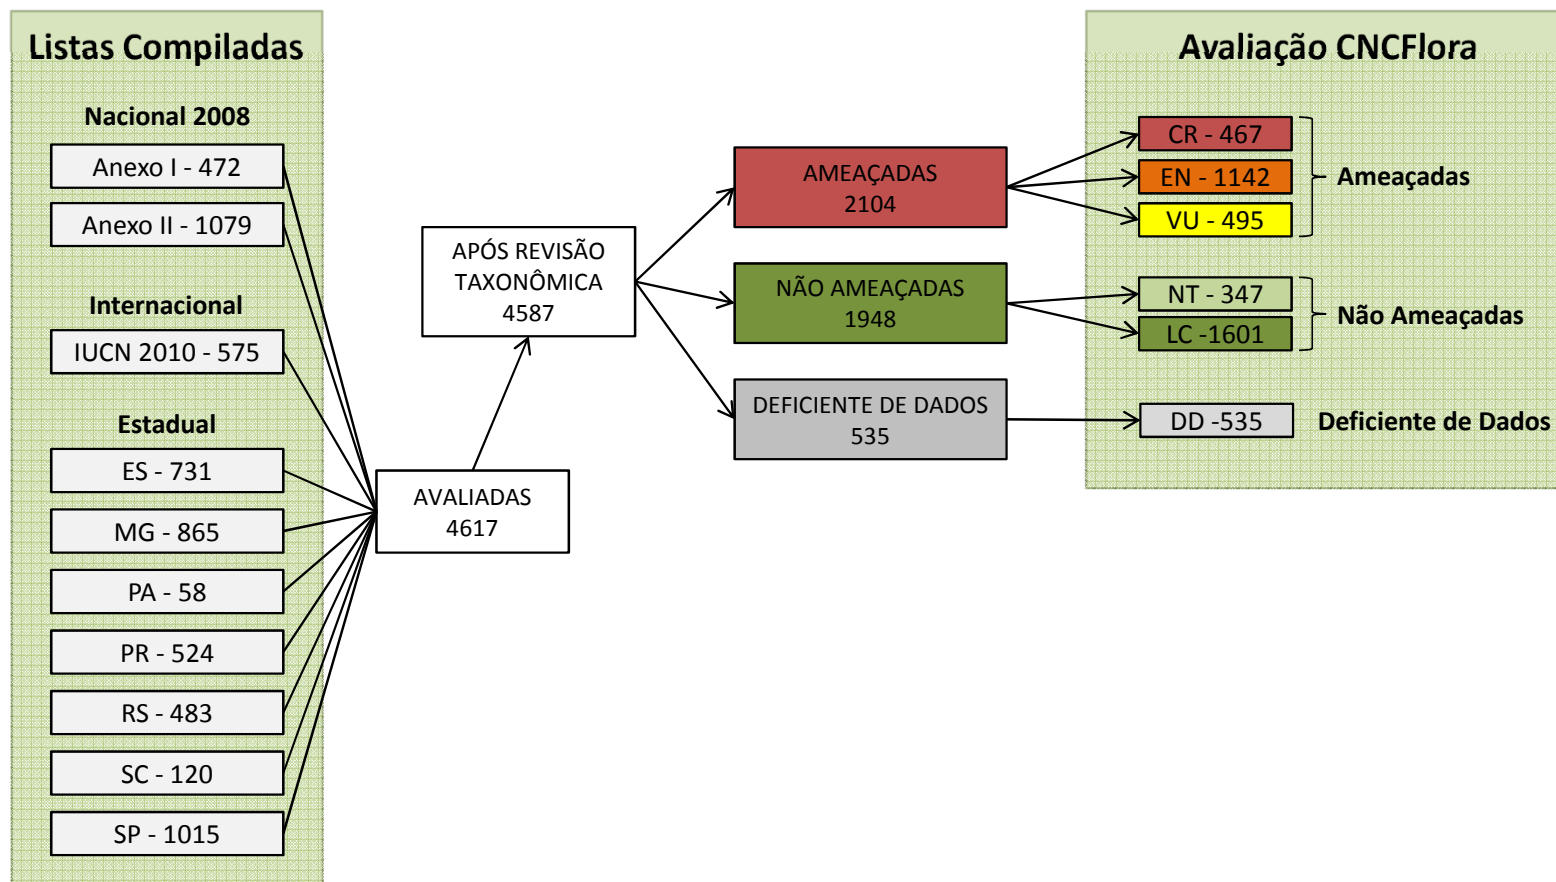 Listas Compiladas
Nacional 2008
Anexo I - 472
Anexo II - 1079
Internacional
IUCN 2010 - 575
Estadual
ES - 731
MG - 865
PA - 58
PR - 524
RS - 483
SC - 120
SP - 1015
AVALIADAS
4617
APÓS REVISÃO
TAXONÔMICA
4587
AMEAÇADAS
2104
NÃO AMEAÇADAS
1948
DEFICIENTE DE DADOS
535
Avaliação CNCFlora
CR - 467
EN - 1142
VU - 495
Ameaçadas
NT - 347
LC -1601
Não Ameaçadas
DD -535
Deficiente de Dados